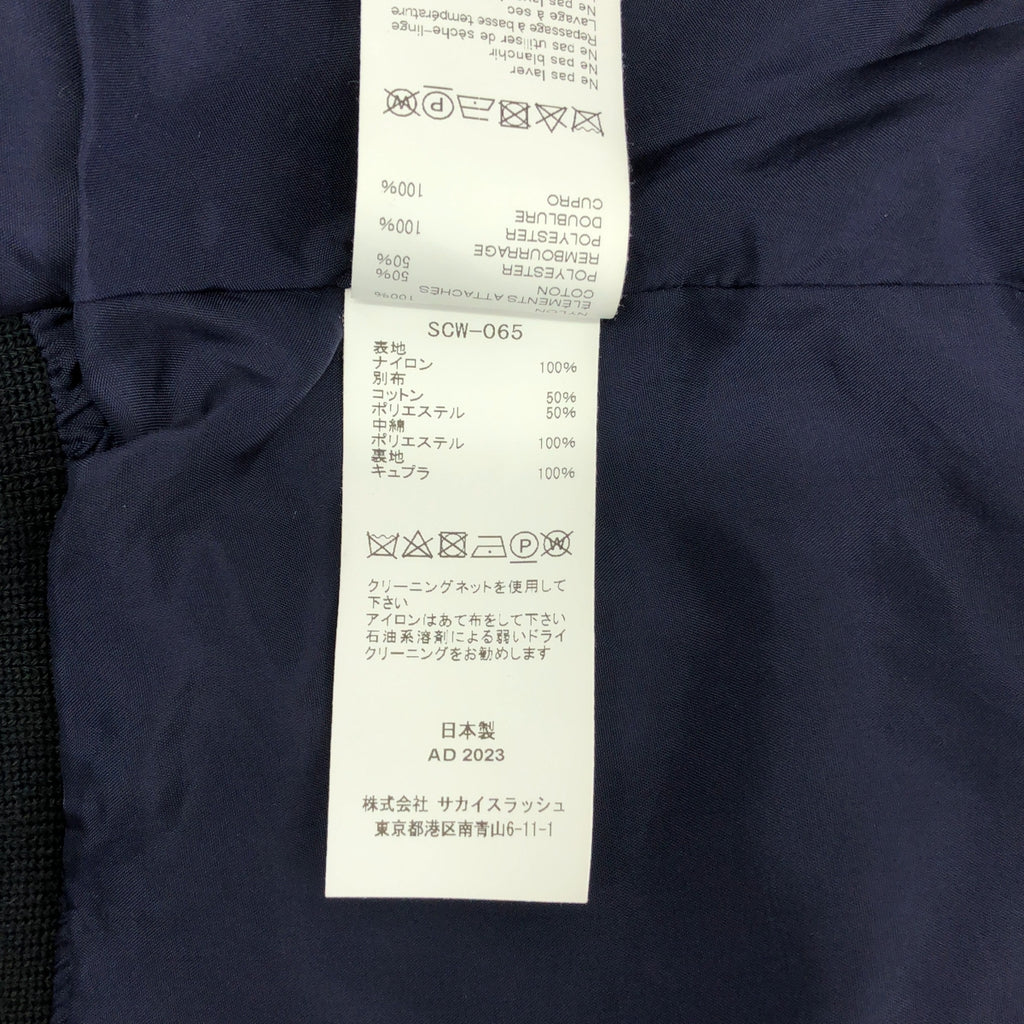 Ne pas laver
Ne pas blanchir
Ne pas utiliser de sèche-linge
Repassage à basse température
Lavage à sec
Ne pas
100%
CUPRO
DOUBLURE
100%
POLYESTER
REMBOURRAGE
50%
POLYESTER
50%
COTON
ÉLÉMENTS ATTACHÉS
100%
NYLON
SCW-065
表地
ナイロン 100%
別布
コットン 50%
ポリエステル 50%
中綿
ポリエステル 100%
裏地
キュプラ 100%
P W
クリーニングネットを使用して
下さい
アイロンはあて布をして下さい
石油系溶剤による弱いドライ
クリーニングをお勧めします
日本製
AD 2023
株式会社 サカイスラッシュ
東京都港区南青山6-11-1